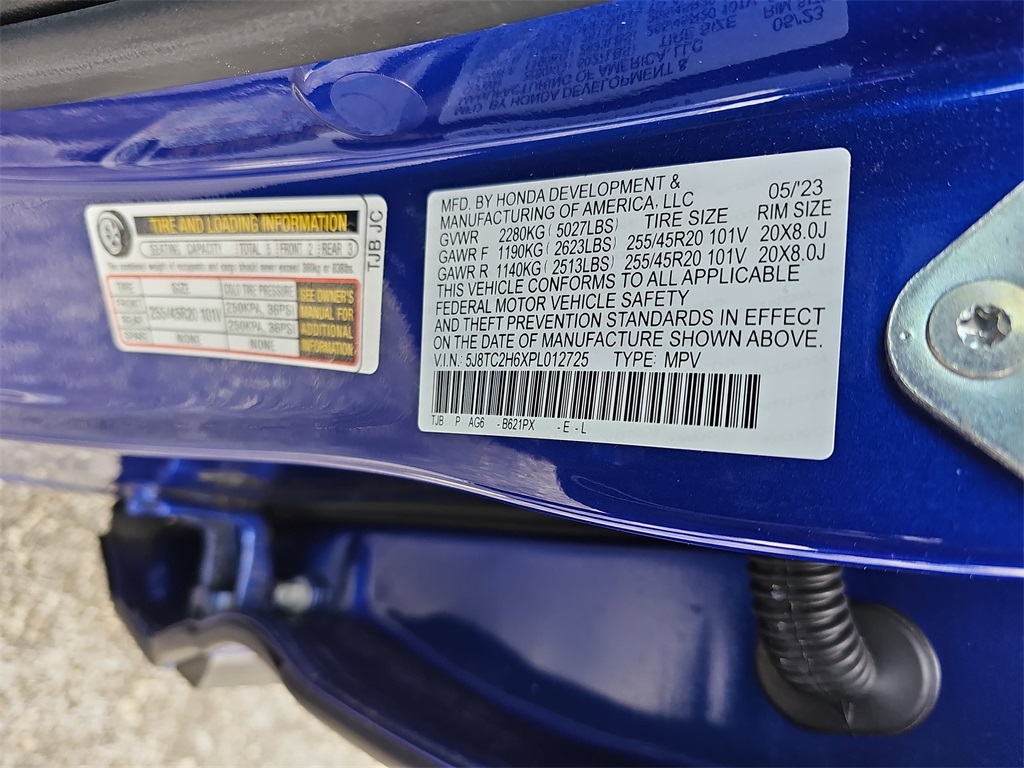 TIRE AND LOADING INFORMATION
SEATING CAPACITY TOTAL 5 FRONT 2 REAR 3
TIRE SIZE COLD TIRE PRESSURE
FRONT 255/45R20 101V 250KPA, 36PSI
REAR 250KPA, 36PSI
SPARE NONE NONE
SEE OWNER'S
MANUAL FOR
ADDITIONAL
INFORMATION
TJB JC
MFD. BY HONDA DEVELOPMENT & 05/'23
MANUFACTURING OF AMERICA, LLC
GVWR 2280KG (5027LBS) TIRE SIZE RIM SIZE
GAWR F 1190KG (2623LBS) 255/45R20 101V 20X8.0J
GAWR R 1140KG (2513LBS) 255/45R20 101V 20X8.0J
THIS VEHICLE CONFORMS TO ALL APPLICABLE
FEDERAL MOTOR VEHICLE SAFETY
AND THEFT PREVENTION STANDARDS IN EFFECT
ON THE DATE OF MANUFACTURE SHOWN ABOVE.
V.I.N.: 5J8TC2H6XPL012725 TYPE: MPV
TJB P AG6 -B621PX -E-L